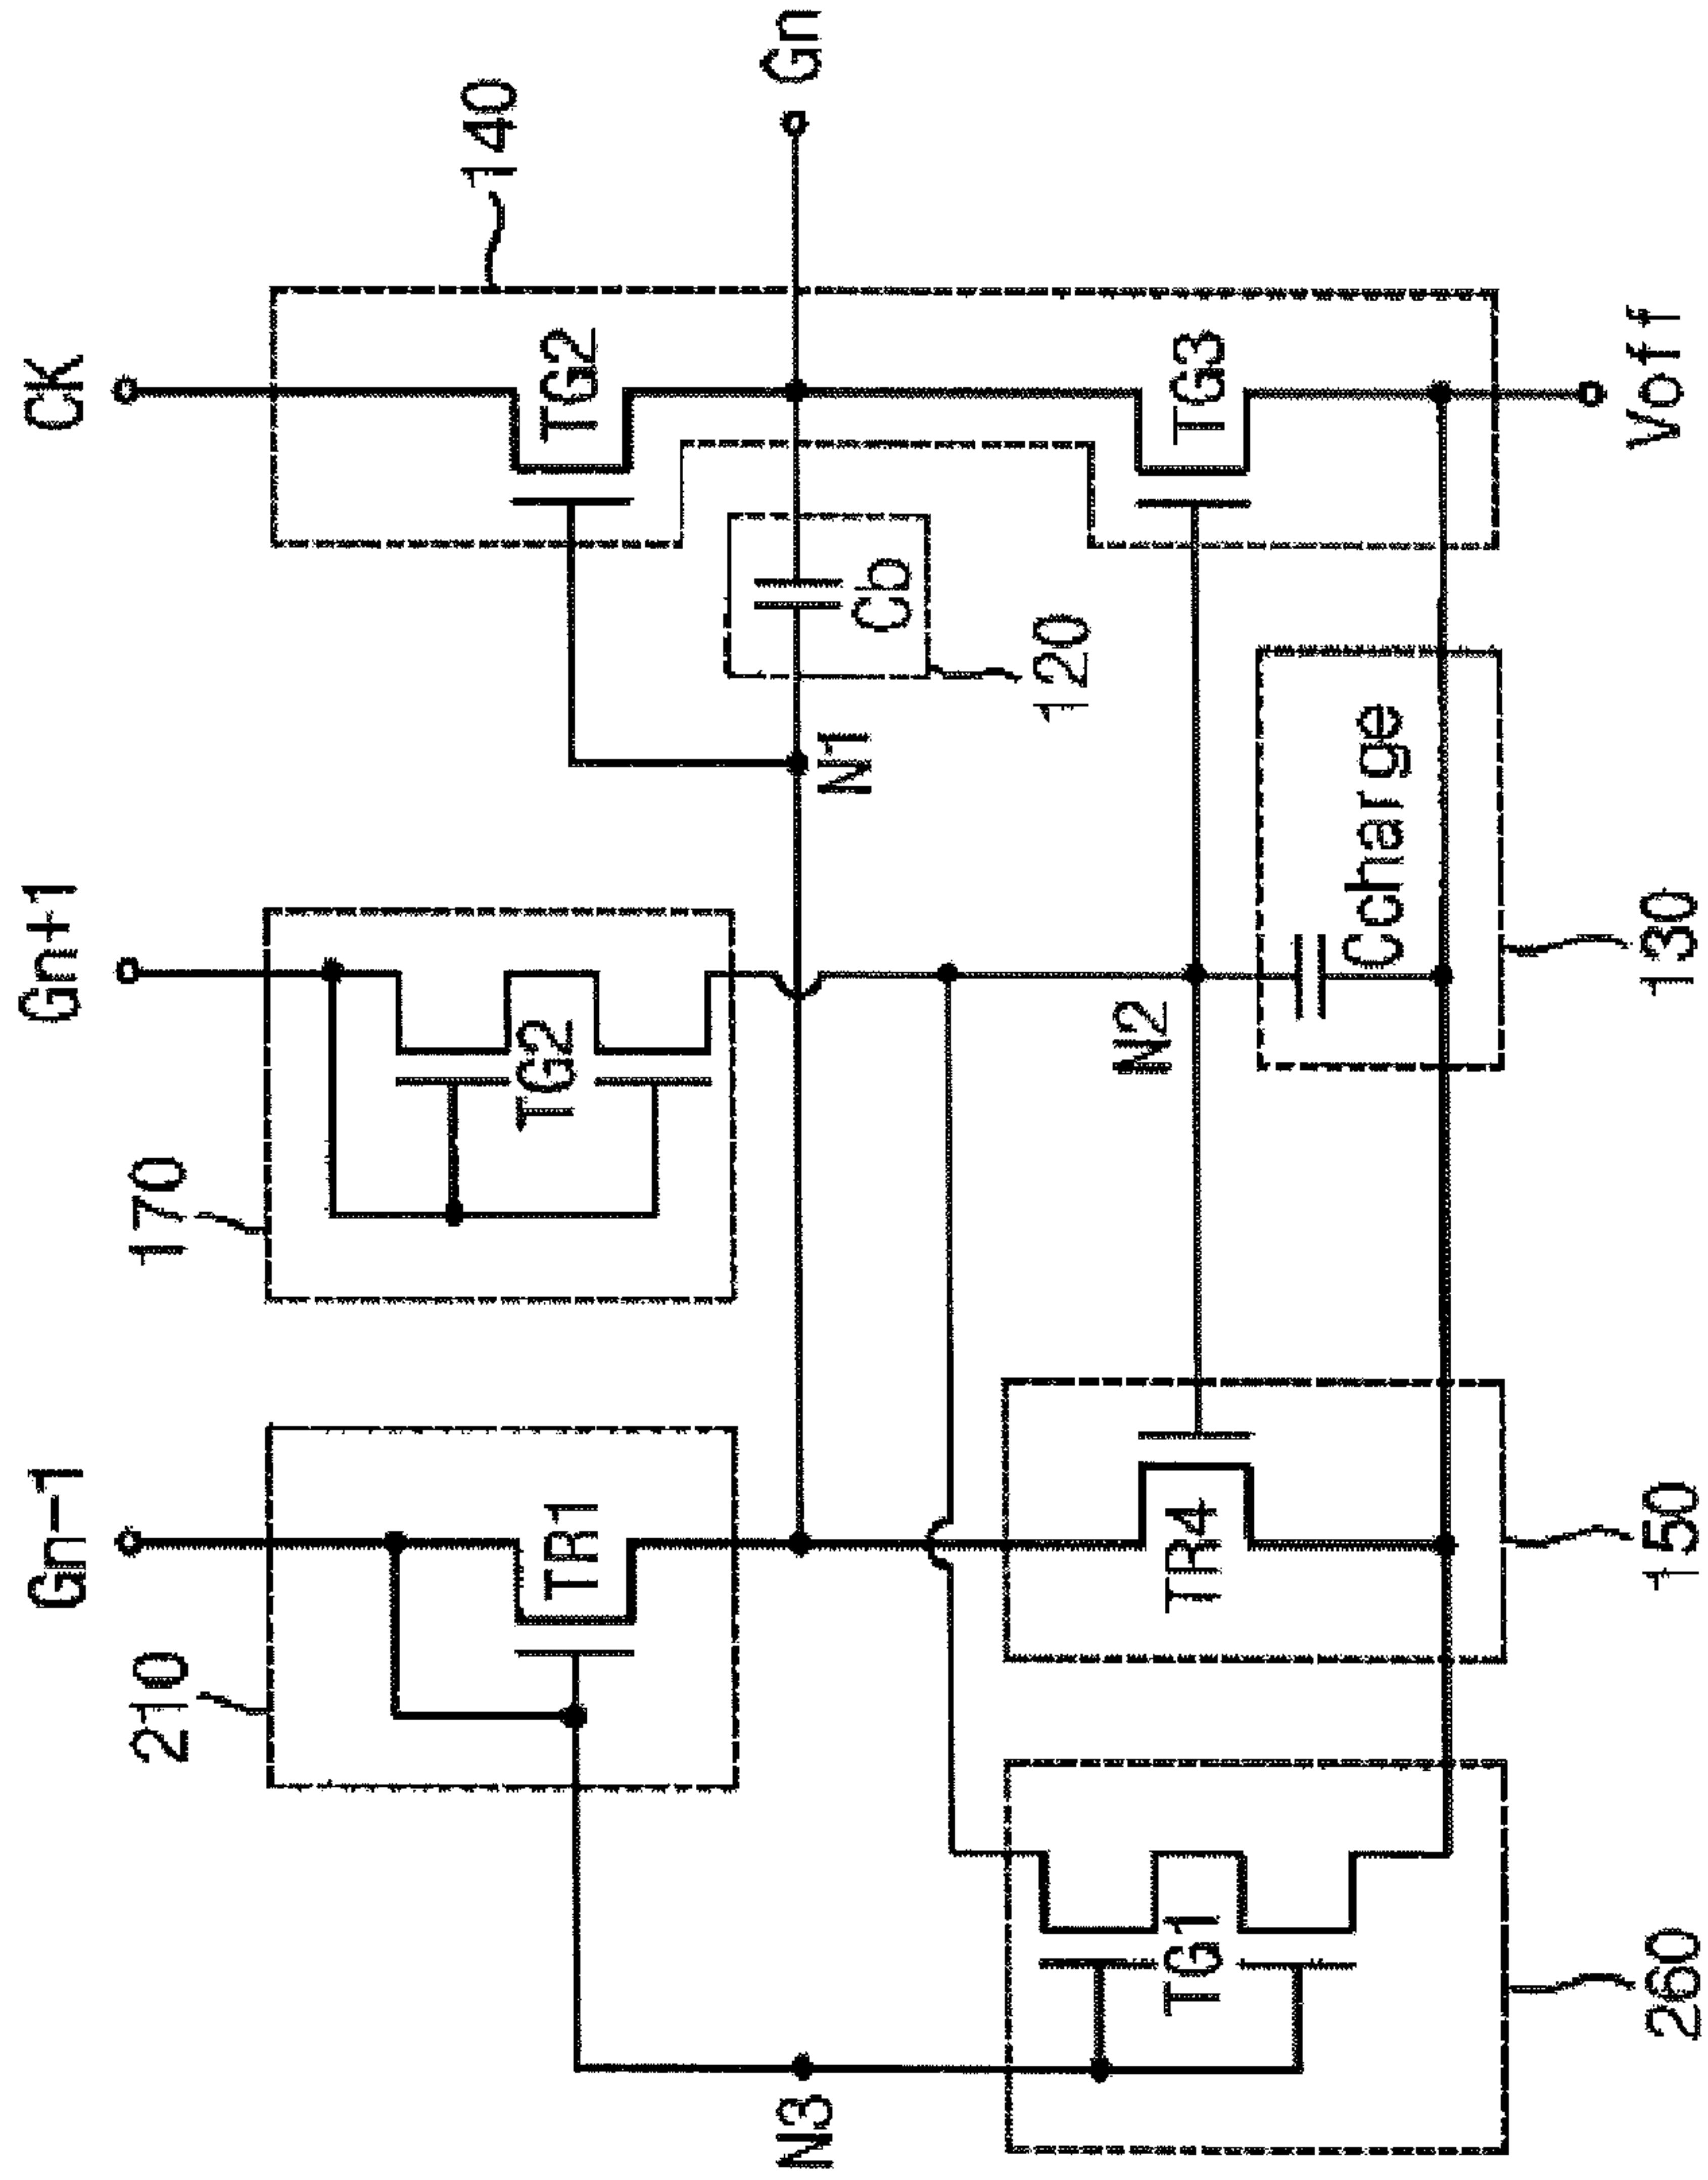 Gn-1
Gn+1
CK
210
170
140
TR1
TG2
TG2
Gn
N3
N1
Cb
120
N2
TG1
TR4
TG3
Ccharge
260
150
130
Voff